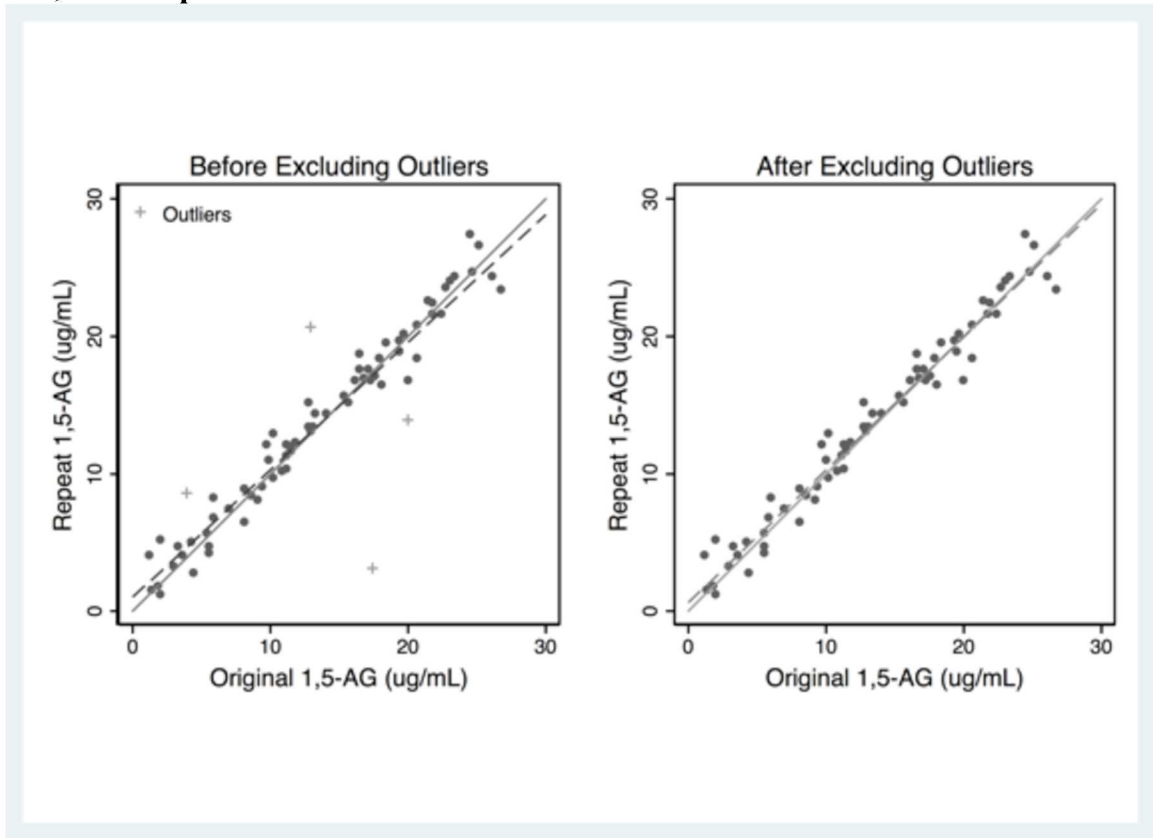 Before Excluding Outliers
30
20
10
0
Repeat 1,5-AG (ug/mL)
+ Outliers
0 10 20 30
Original 1,5-AG (ug/mL)
After Excluding Outliers
30
20
10
0
Repeat 1,5-AG (ug/mL)
0 10 20 30
Original 1,5-AG (ug/mL)